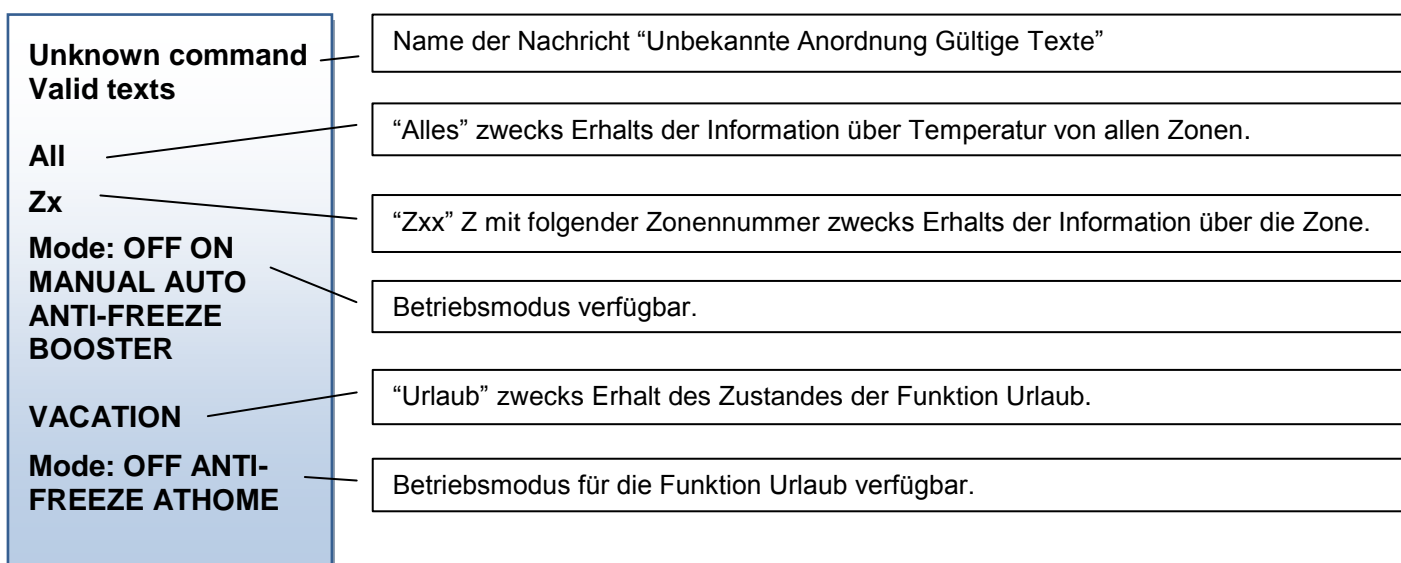 Unknown command
Valid texts
All
Zx
Mode: OFF ON
MANUAL AUTO
ANTI-FREEZE
BOOSTER
VACATION
Mode: OFF ANTI-
FREEZE ATHOME
Name der Nachricht “Unbekannte Anordnung Gültige Texte”
“Alles” zwecks Erhalts der Information über Temperatur von allen Zonen.
“Zxx” Z mit folgender Zonennummer zwecks Erhalts der Information über die Zone.
Betriebsmodus verfügbar.
“Urlaub” zwecks Erhalt des Zustandes der Funktion Urlaub.
Betriebsmodus für die Funktion Urlaub verfügbar.